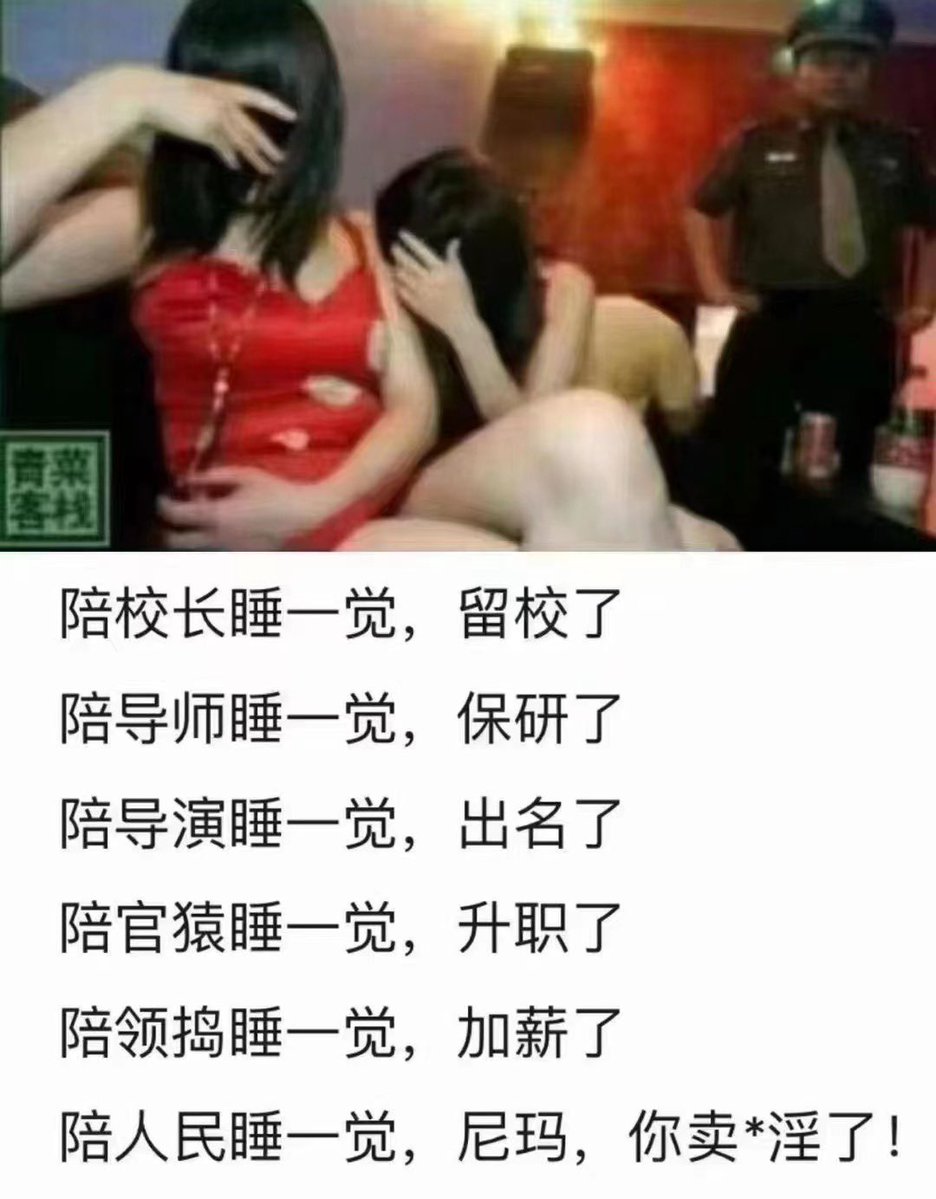 青菜
客栈
陪校长睡一觉，留校了
陪导师睡一觉，保研了
陪导演睡一觉，出名了
陪官猿睡一觉，升职了
陪领捣睡一觉，加薪了
陪人民睡一觉，尼玛，你卖*淫了！